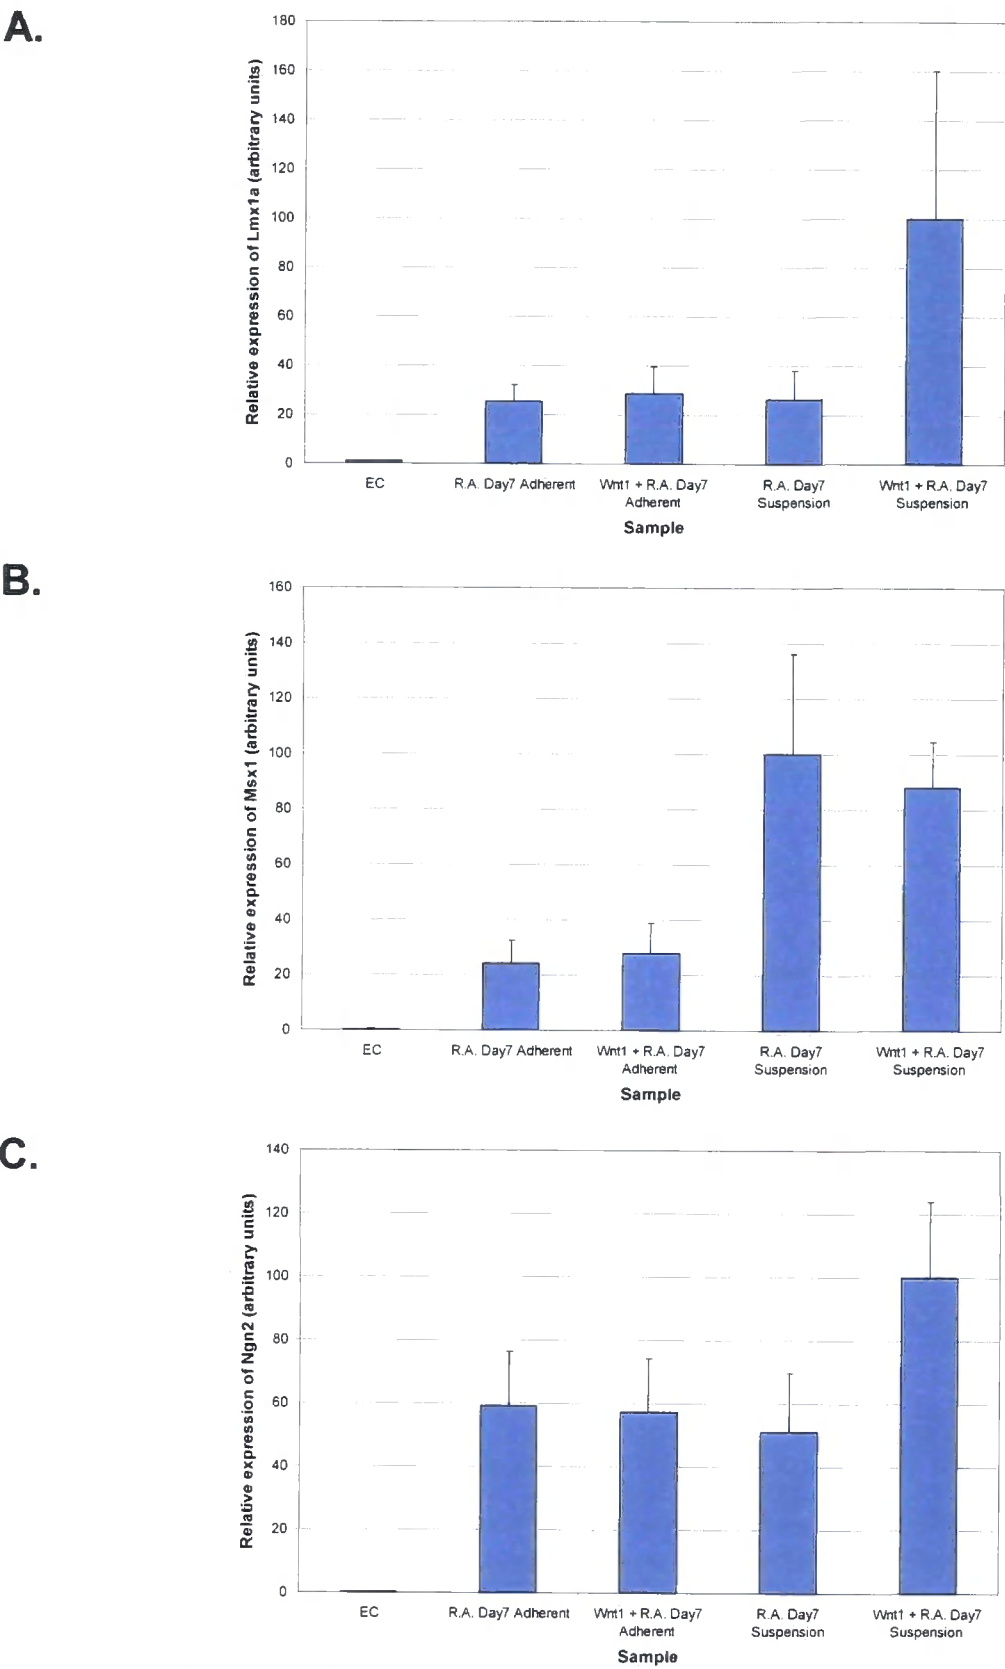 A.
Relative expression of Lmx1a (arbitrary units)
180
160
140
120
100
80
60
40
20
0
EC
R.A. Day7 Adherent
Wnt1 + R.A. Day7
Adherent
R.A. Day7
Suspension
Wnt1 + R.A. Day7
Suspension
Sample
B.
Relative expression of Msx1 (arbitrary units)
160
140
120
100
80
60
40
20
0
EC
R.A. Day7 Adherent
Wnt1 + R.A. Day7
Adherent
R.A. Day7
Suspension
Wnt1 + R.A. Day7
Suspension
Sample
C.
Relative expression of Ngn2 (arbitrary units)
140
120
100
80
60
40
20
0
EC
R.A. Day7 Adherent
Wnt1 + R.A. Day7
Adherent
R.A. Day7
Suspension
Wnt1 + R.A. Day7
Suspension
Sample